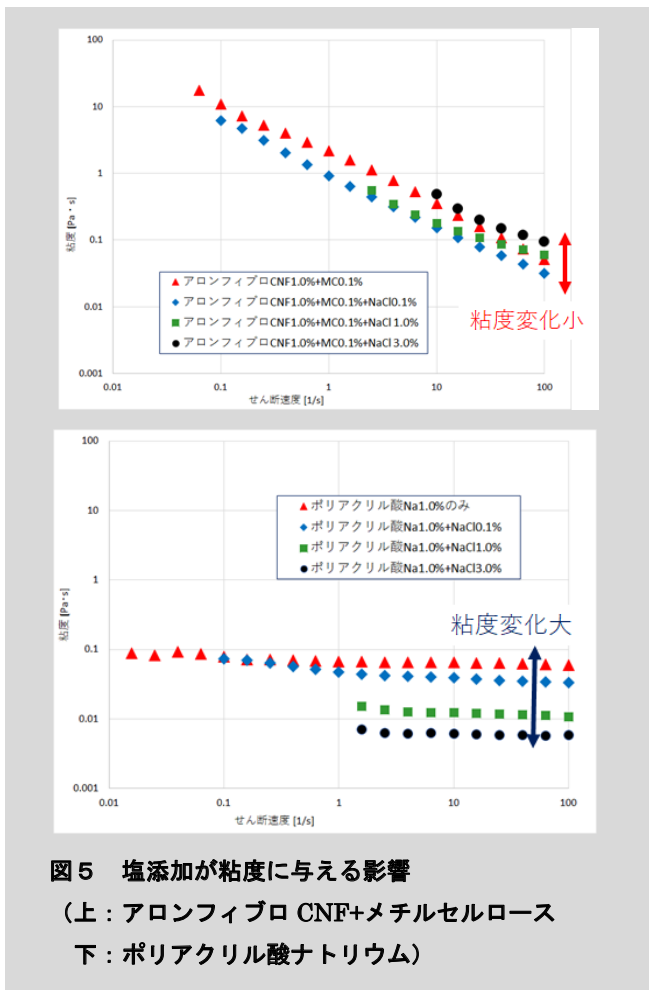 100
10
1
0.1
0.01
0.001
粘度 [Pa・s]
アロンフィブロCNF1.0%+MC0.1%
アロンフィブロCNF1.0%+MC0.1%+NaCl0.1%
アロンフィブロCNF1.0%+MC0.1%+NaCl 1.0%
アロンフィブロCNF1.0%+MC0.1%+NaCl 3.0%
粘度変化小
0.01 0.1 1 10 100
せん断速度 [1/s]
100
10
1
0.1
0.01
0.001
粘度 [Pa・s]
ポリアクリル酸Na1.0%のみ
ポリアクリル酸Na1.0%+NaCl0.1%
ポリアクリル酸Na1.0%+NaCl1.0%
ポリアクリル酸Na1.0%+NaCl3.0%
粘度変化大
0.01 0.1 1 10 100
せん断速度 [1/s]
図５ 塩添加が粘度に与える影響
（上：アロンフィブロ CNF+メチルセルロース
下：ポリアクリル酸ナトリウム）